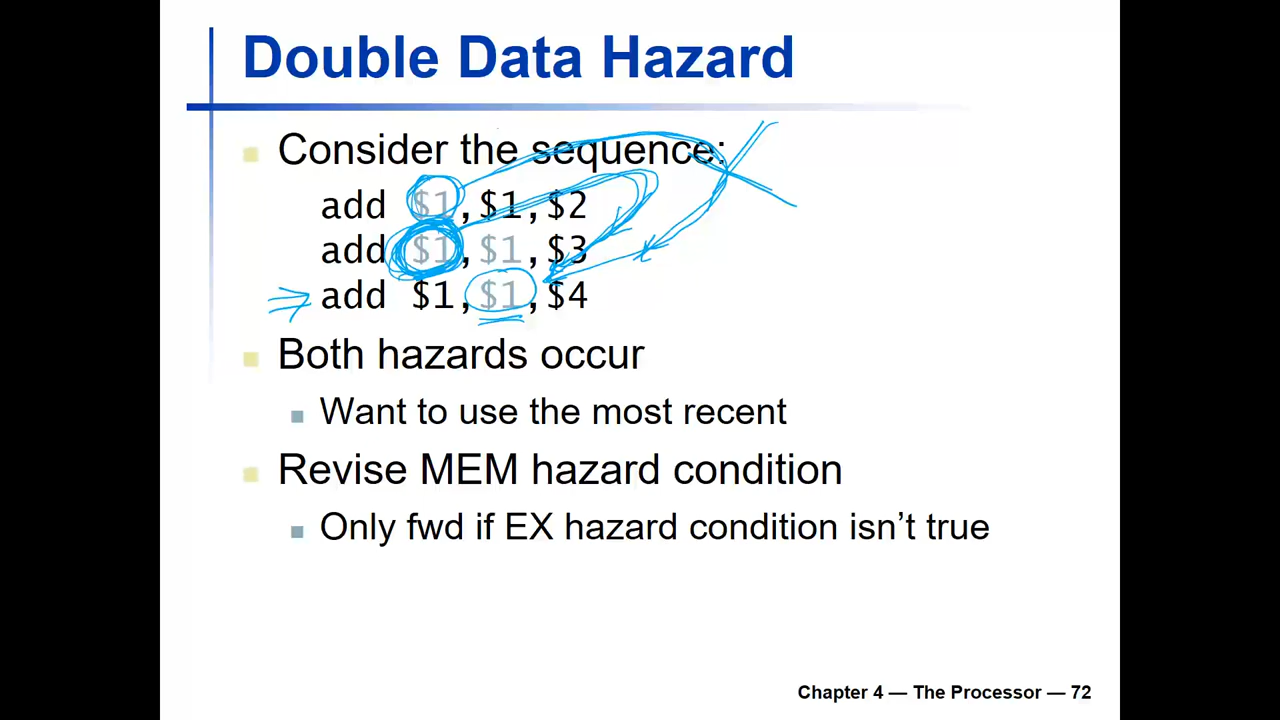 Double Data Hazard
Consider the sequence:
add $1,$1,$2
add $1,$1,$3
add $1,$1,$4
Both hazards occur
Want to use the most recent
Revise MEM hazard condition
Only fwd if EX hazard condition isn’t true
Chapter 4 — The Processor — 72